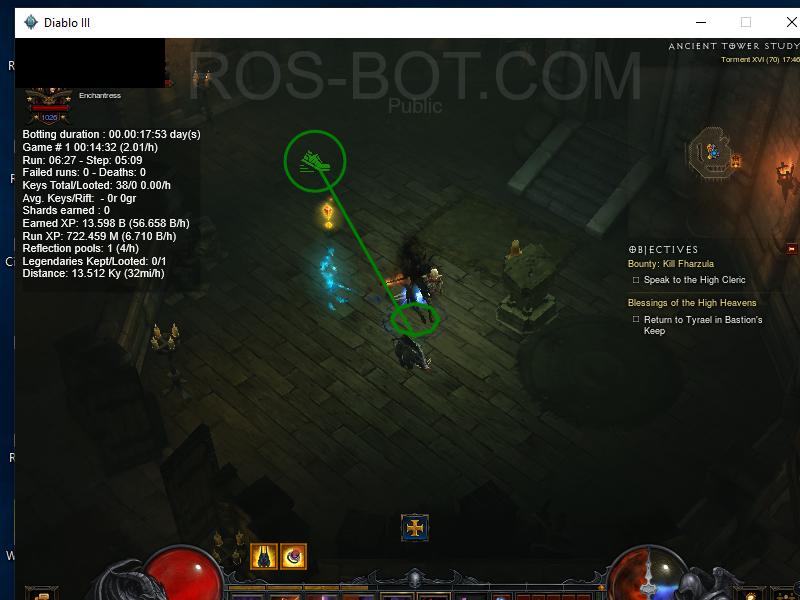 Diablo III
ANCIENT TOWER STUDY
Torment XVI (70) 17:46
ROS-BOT.COM
Public
Enchantress
1026
Botting duration : 00.00:17:53 day(s)
Game # 1 00:14:32 (2.01/h)
Run: 06:27 - Step: 05:09
Failed runs: 0 - Deaths: 0
Keys Total/Looted: 38/0 0.00/h
Avg. Keys/Rift: - 0r 0gr
Shards earned : 0
Earned XP: 13.598 B (56.658 B/h)
Run XP: 722.459 M (6.710 B/h)
Reflection pools: 1 (4/h)
Legendaries Kept/Looted: 0/1
Distance: 13.512 Ky (32mi/h)
OBJECTIVES
Bounty: Kill Fharzula
Speak to the High Cleric
Blessings of the High Heavens
Return to Tyrael in Bastion's
Keep